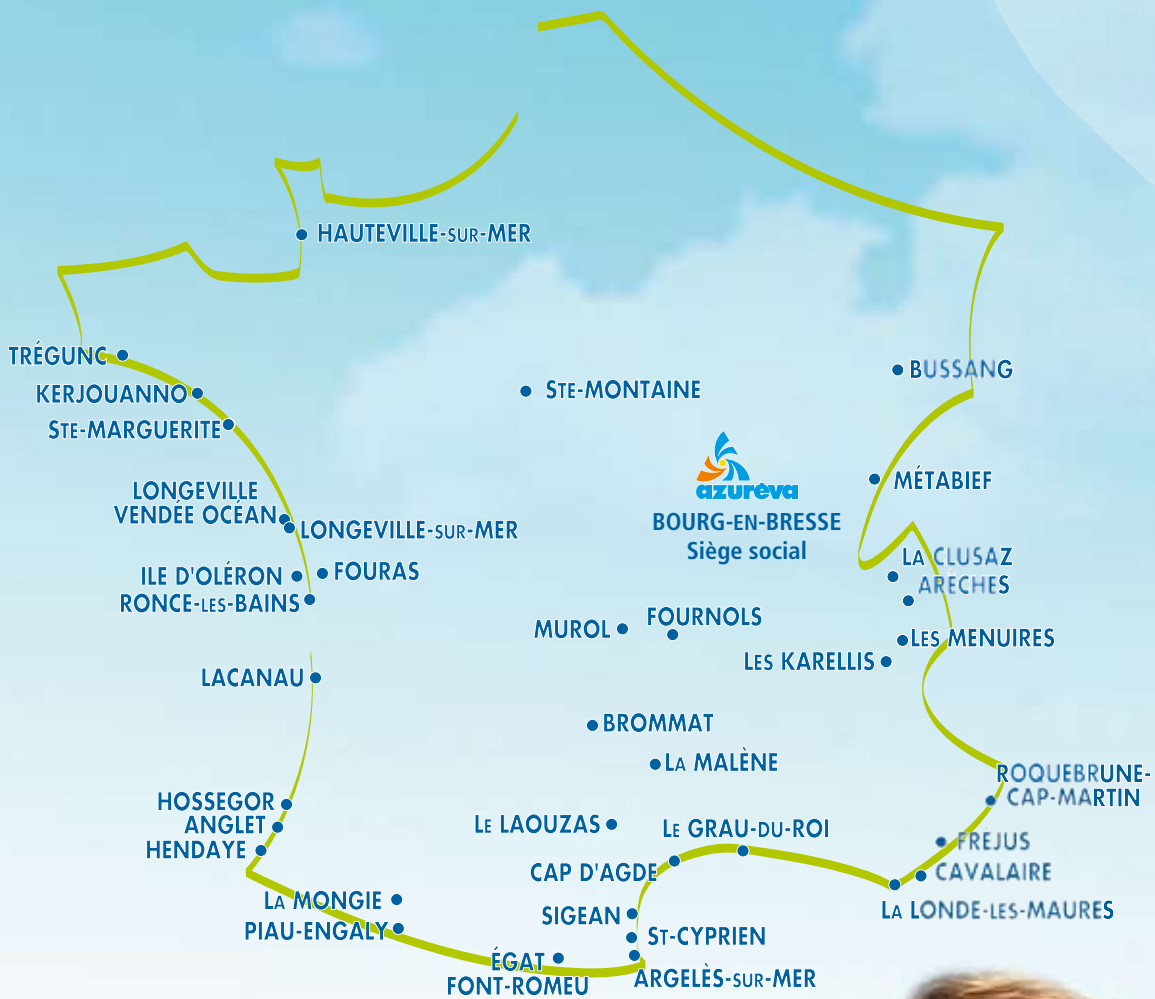 HAUTEVILLE-SUR-MER
TRÉGUNC
BUSSANG
KERJOUANNO
STE-MONTAINE
STE-MARGUERITE
azurèva
MÉTABIEF
LONGEVILLE
VENDÉE OCÉAN
BOURG-EN-BRESSE
LONGEVILLE-SUR-MER
Siège social
LA CLUSAZ
ILE D'OLÉRON
FOURAS
ARÈCHES
RONCE-LES-BAINS
FOURNOLS
MUROL
LES MENUIRES
LES KARELLIS
LACANAU
BROMMAT
LA MALÈNE
ROQUEBRUNE-
CAP-MARTIN
HOSSEGOR
ANGLET
LE LAOUZAS
LE GRAU-DU-ROI
HENDAYE
FREJUS
CAP D'AGDE
CAVALAIRE
LA MONGIE
LA LONDE-LES-MAURES
SIGEAN
PIAU-ENGALY
ST-CYPRIEN
ÉGAT
FONT-ROMEU
ARGELÈS-SUR-MER